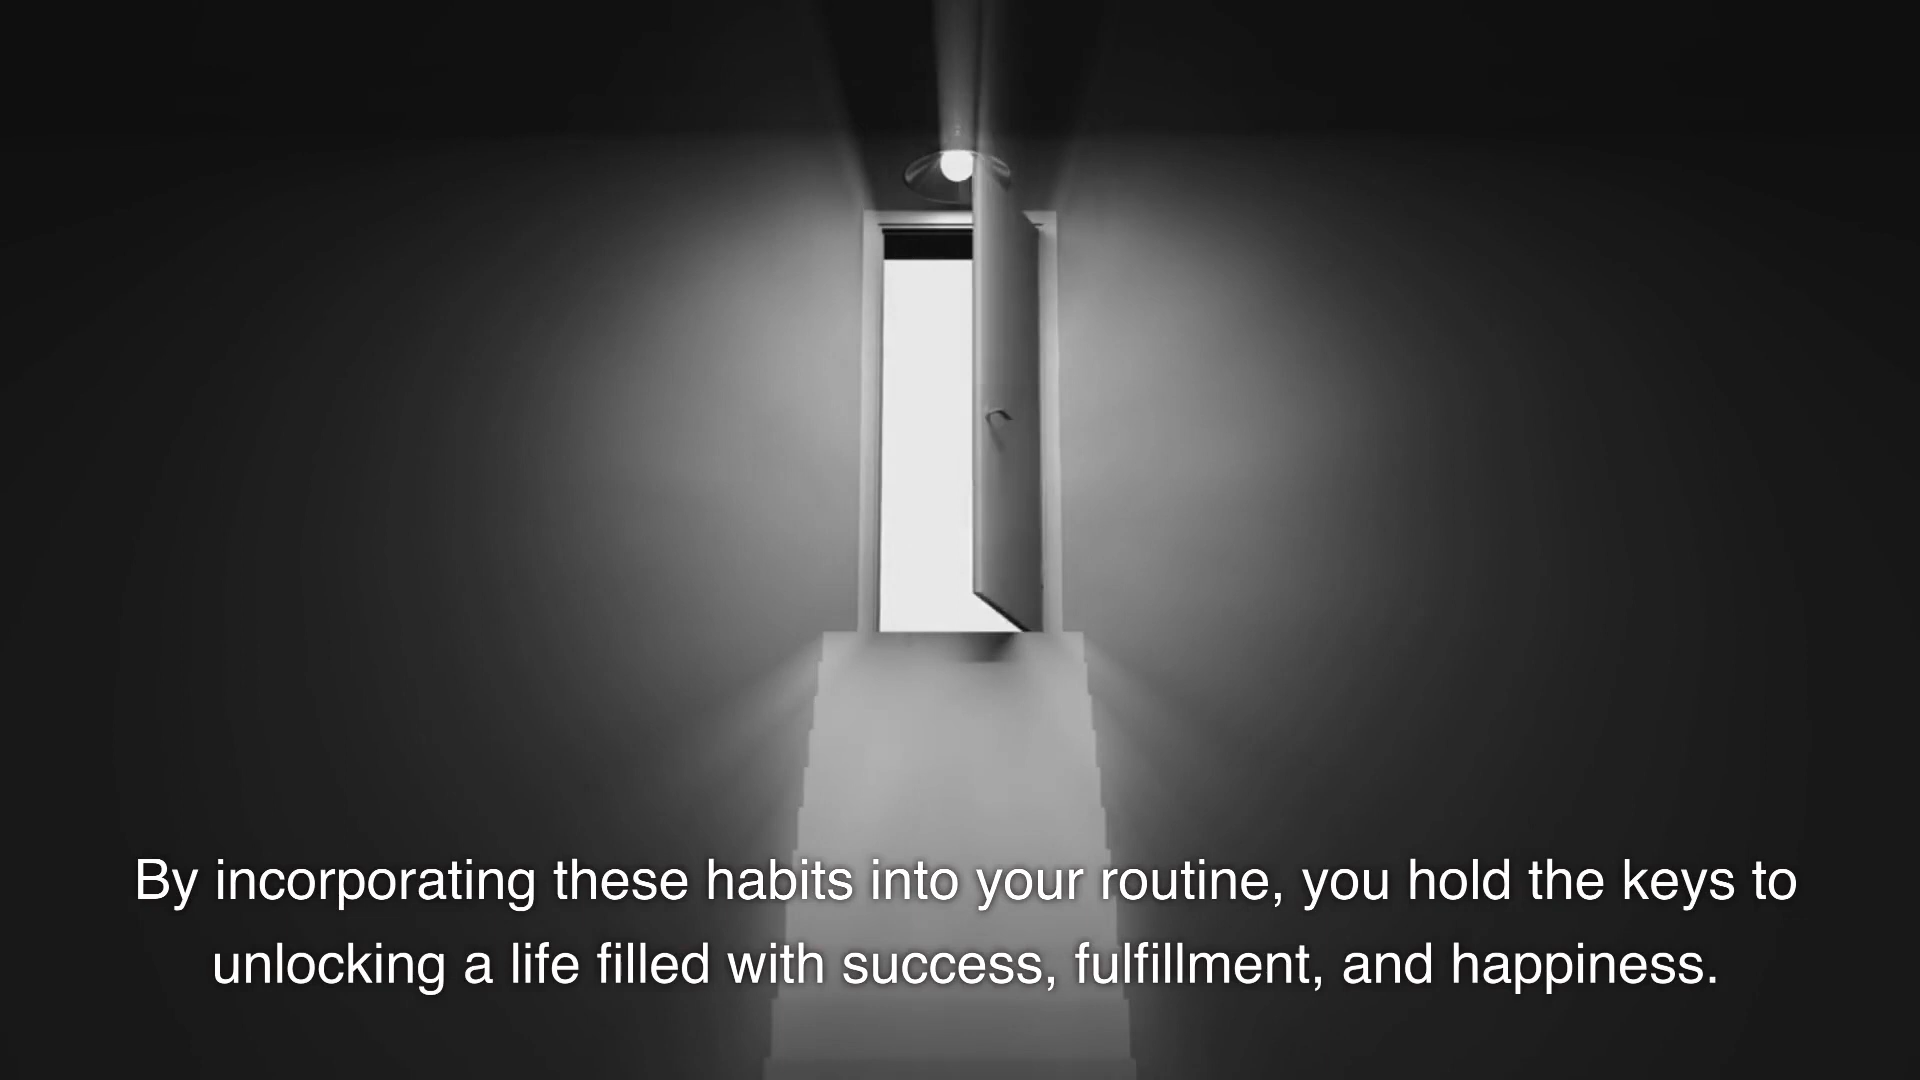 By incorporating these habits into your routine, you hold the keys to
unlocking a life filled with success, fulfillment, and happiness.